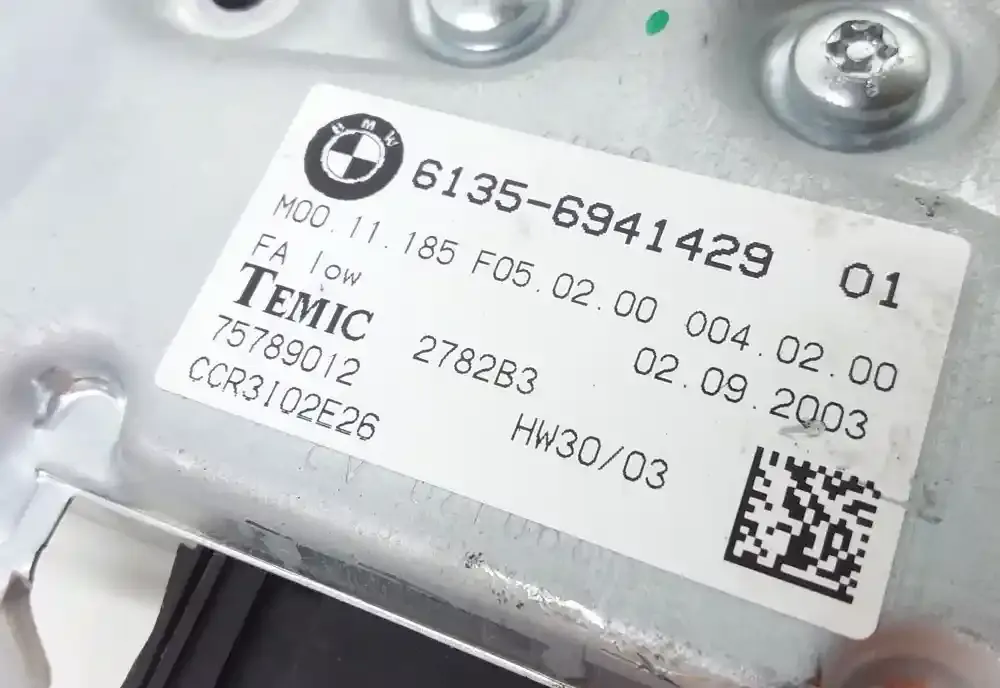 BMW
6135-6941429 01
M00.11.185 F05.02.00 004.02.00
FA low
TEMIC 2782B3 02.09.2003
75789012
CCR3102E26 HW30/03